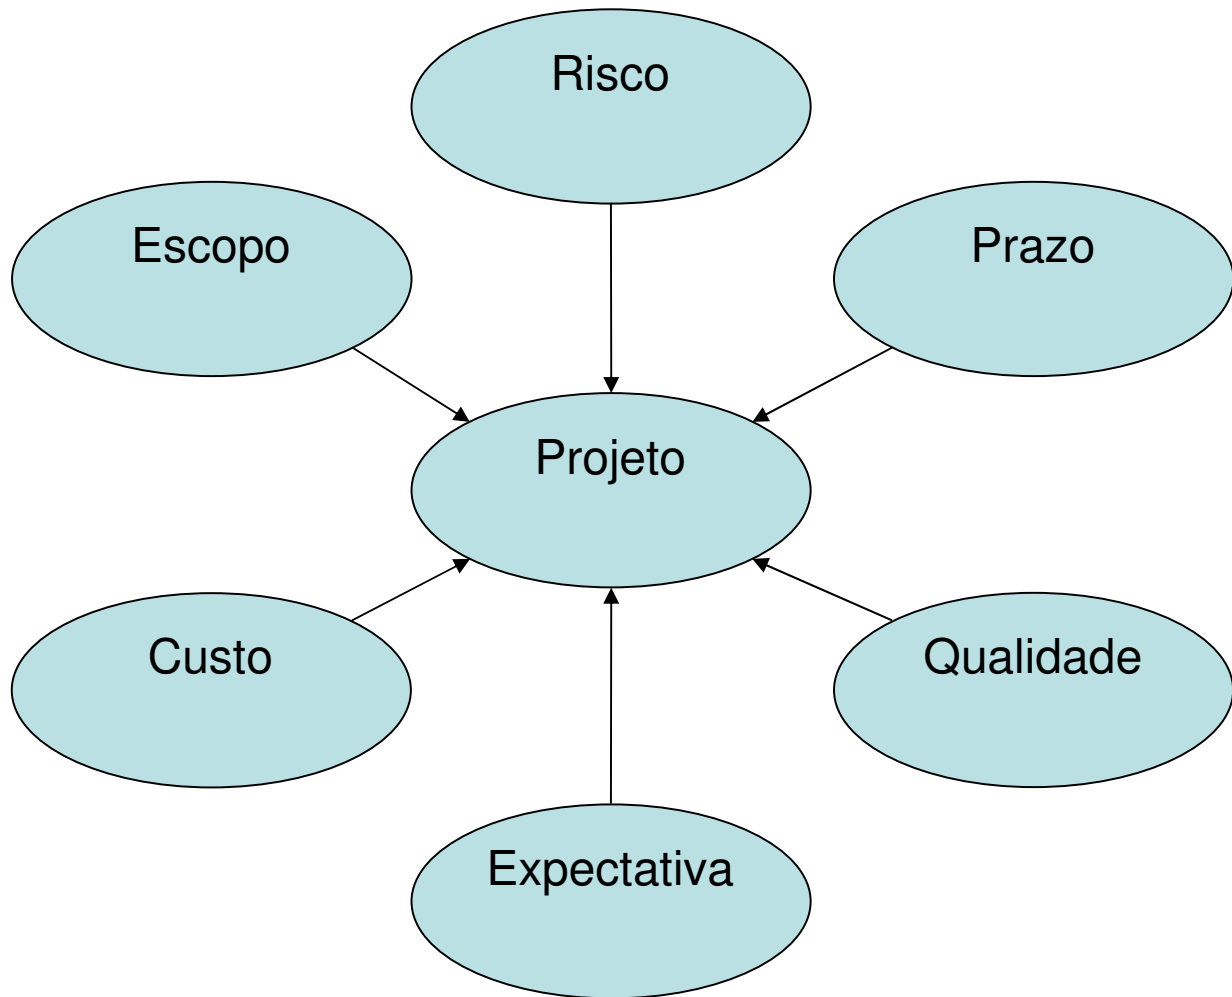 Risco
Escopo
Prazo
Projeto
Custo
Qualidade
Expectativa